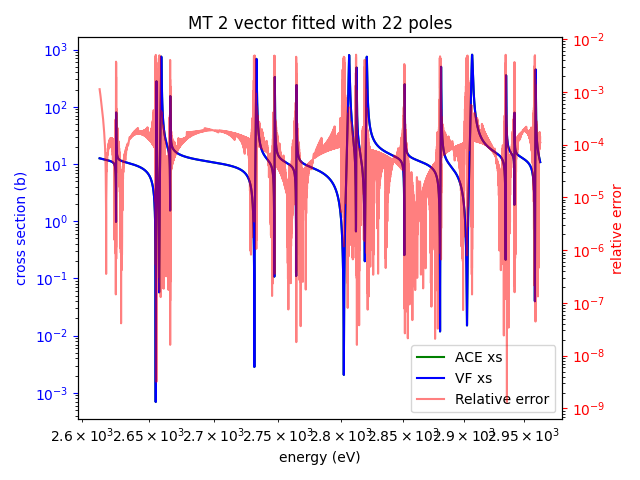 MT 2 vector fitted with 22 poles
10³
10²
10¹
10⁰
10⁻¹
10⁻²
10⁻³
cross section (b)
10⁻²
10⁻³
10⁻⁴
10⁻⁵
10⁻⁶
10⁻⁷
10⁻⁸
10⁻⁹
relative error
ACE xs
VF xs
Relative error
2.6 × 10³ 2.65 × 10³ 2.7 × 10³ 2.75 × 10³ 2.8 × 10³ 2.85 × 10³ 2.9 × 10³ 2.95 × 10³
energy (eV)